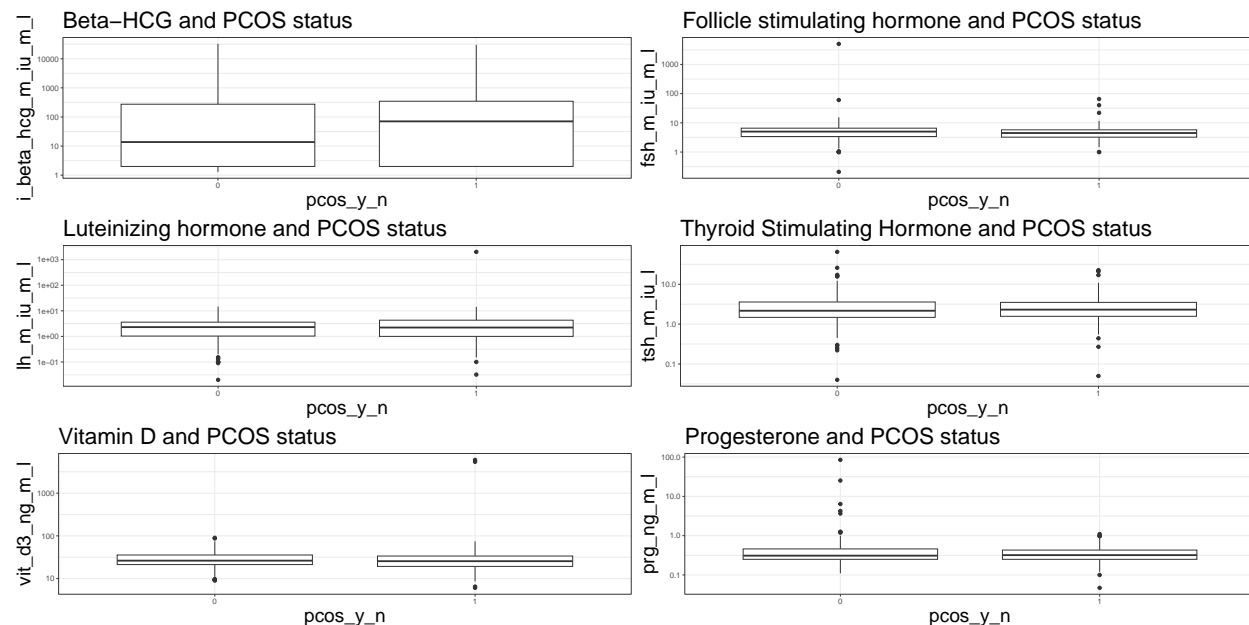 Beta−HCG and PCOS status
i_beta_hcg_m_iu_m_l
10000
1000
100
10
1
0
1
pcos_y_n
Follicle stimulating hormone and PCOS status
fsh_m_iu_m_l
1000
10
1
0
1
pcos_y_n
Luteinizing hormone and PCOS status
lh_m_iu_m_l
1e+03
1e+02
1e+01
1e+00
1e−01
0
1
pcos_y_n
Thyroid Stimulating Hormone and PCOS status
tsh_m_iu_l
10.0
1.0
0.1
0
1
pcos_y_n
Vitamin D and PCOS status
vit_d3_ng_m_l
1000
100
10
0
1
pcos_y_n
Progesterone and PCOS status
prg_ng_m_l
100.0
10.0
1.0
0.1
0
1
pcos_y_n